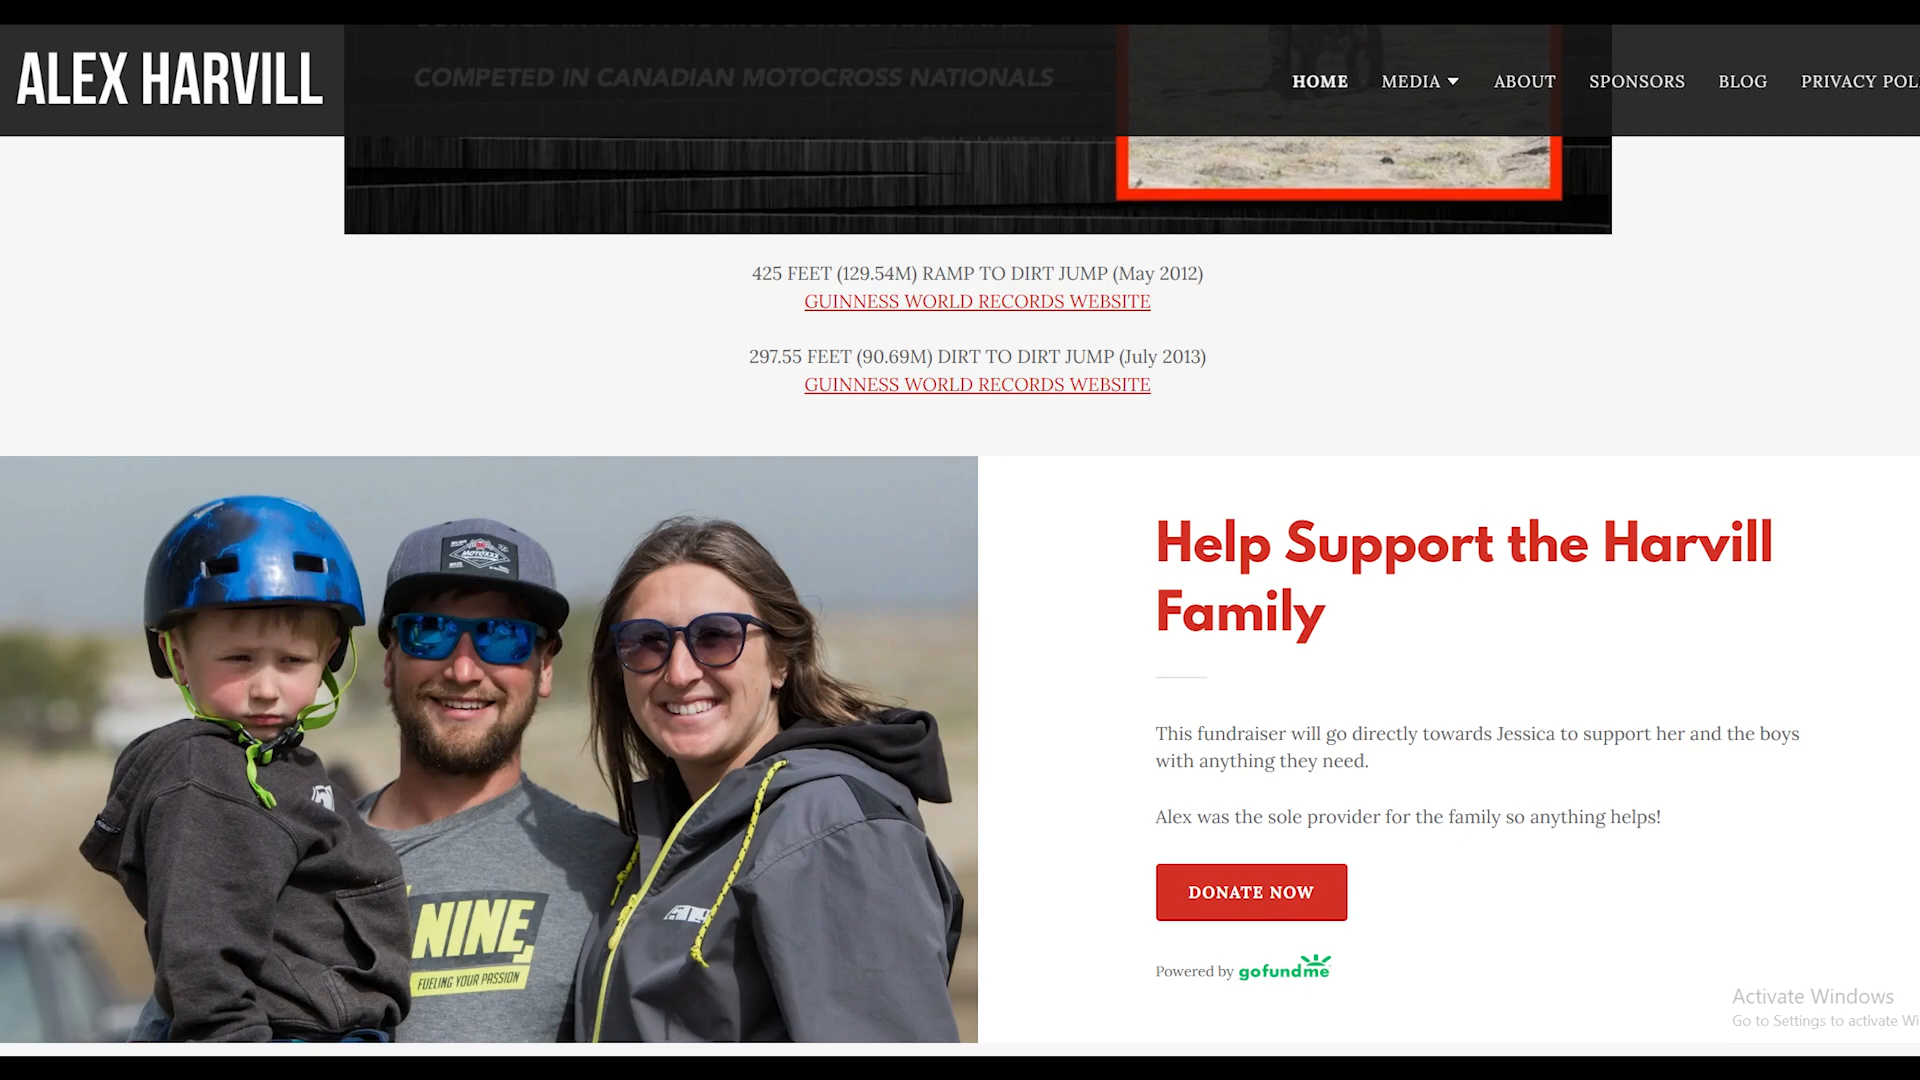 ALEX HARVILL
COMPETED IN CANADIAN MOTOCROSS NATIONALS
HOME MEDIA ABOUT SPONSORS BLOG PRIVACY POLI
425 FEET (129.54M) RAMP TO DIRT JUMP (May 2012)
GUINNESS WORLD RECORDS WEBSITE
297.55 FEET (90.69M) DIRT TO DIRT JUMP (July 2013)
GUINNESS WORLD RECORDS WEBSITE
MOTOXXX
NINE
FUELING YOUR PASSION
Help Support the Harvill
Family
This fundraiser will go directly towards Jessica to support her and the boys
with anything they need.
Alex was the sole provider for the family so anything helps!
DONATE NOW
Powered by gofundme
Activate Windows
Go to Settings to activate Wi